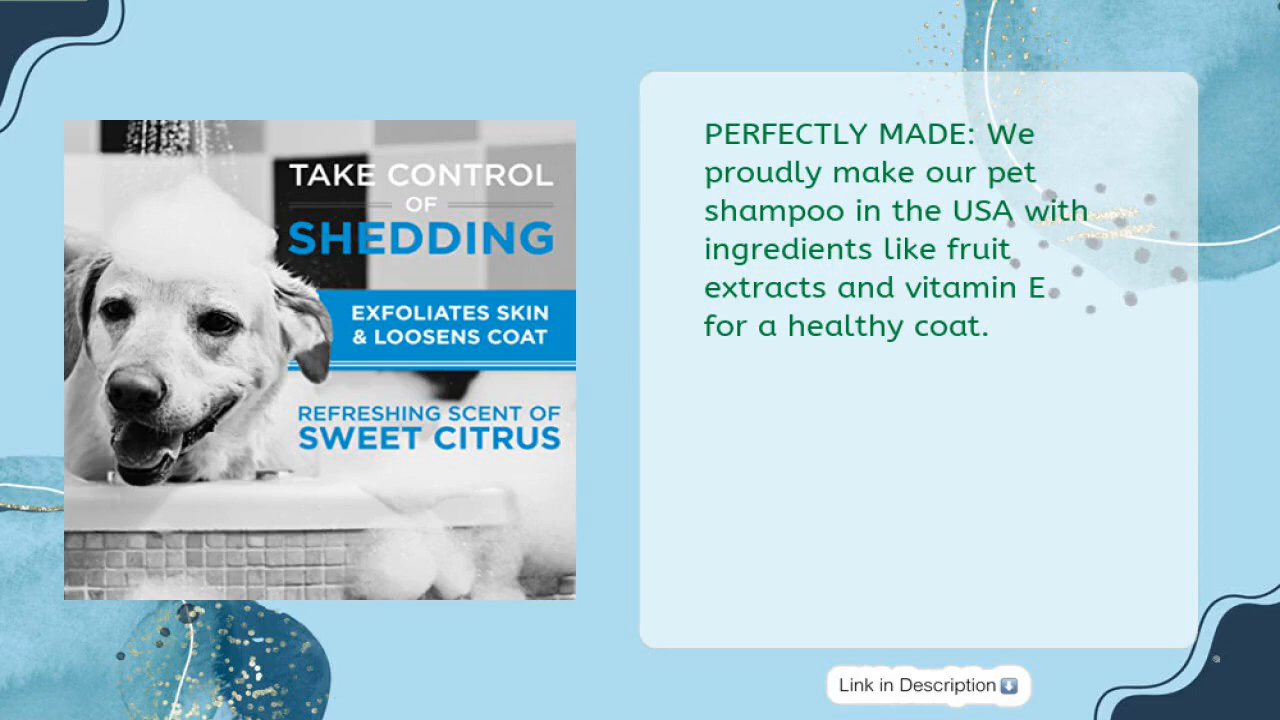 TAKE CONTROL
OF
SHEDDING
EXFOLIATES SKIN
& LOOSENS COAT
REFRESHING SCENT OF
SWEET CITRUS
PERFECTLY MADE: We
proudly make our pet
shampoo in the USA with
ingredients like fruit
extracts and vitamin E
for a healthy coat.
Link in Description⬇️